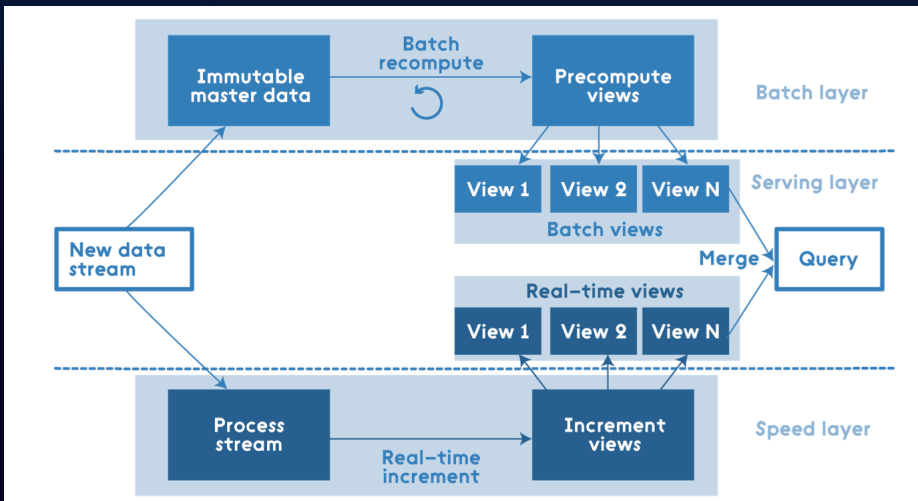 Batch
recompute
Immutable
master data
Precompute
views
Batch layer
View 1
View 2
View N
Serving layer
Batch views
New data
stream
Merge
Query
Real-time views
View 1
View 2
View N
Process
stream
Increment
views
Speed layer
Real-time
increment